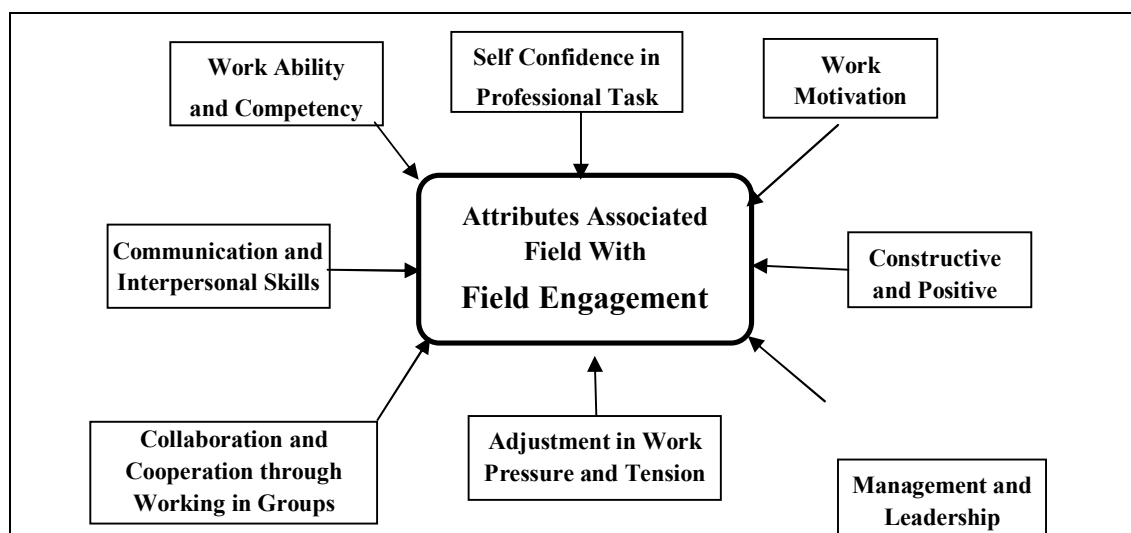 Work Ability
and Competency
Self Confidence in
Professional Task
Work
Motivation
Attributes Associated
Field With
Field Engagement
Communication and
Interpersonal Skills
Constructive
and Positive
Collaboration and
Cooperation through
Working in Groups
Adjustment in Work
Pressure and Tension
Management and
Leadership